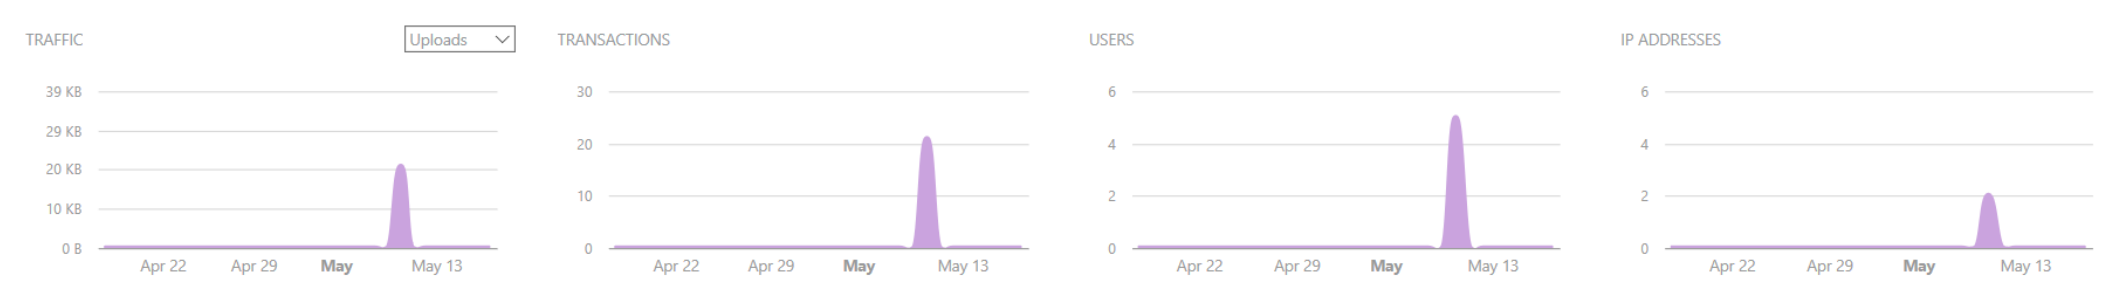 TRAFFIC
Uploads
39 KB
29 KB
20 KB
10 KB
0 B
Apr 22 Apr 29 May May 13
TRANSACTIONS
30
20
10
0
Apr 22 Apr 29 May May 13
USERS
6
4
2
0
Apr 22 Apr 29 May May 13
IP ADDRESSES
6
4
2
0
Apr 22 Apr 29 May May 13